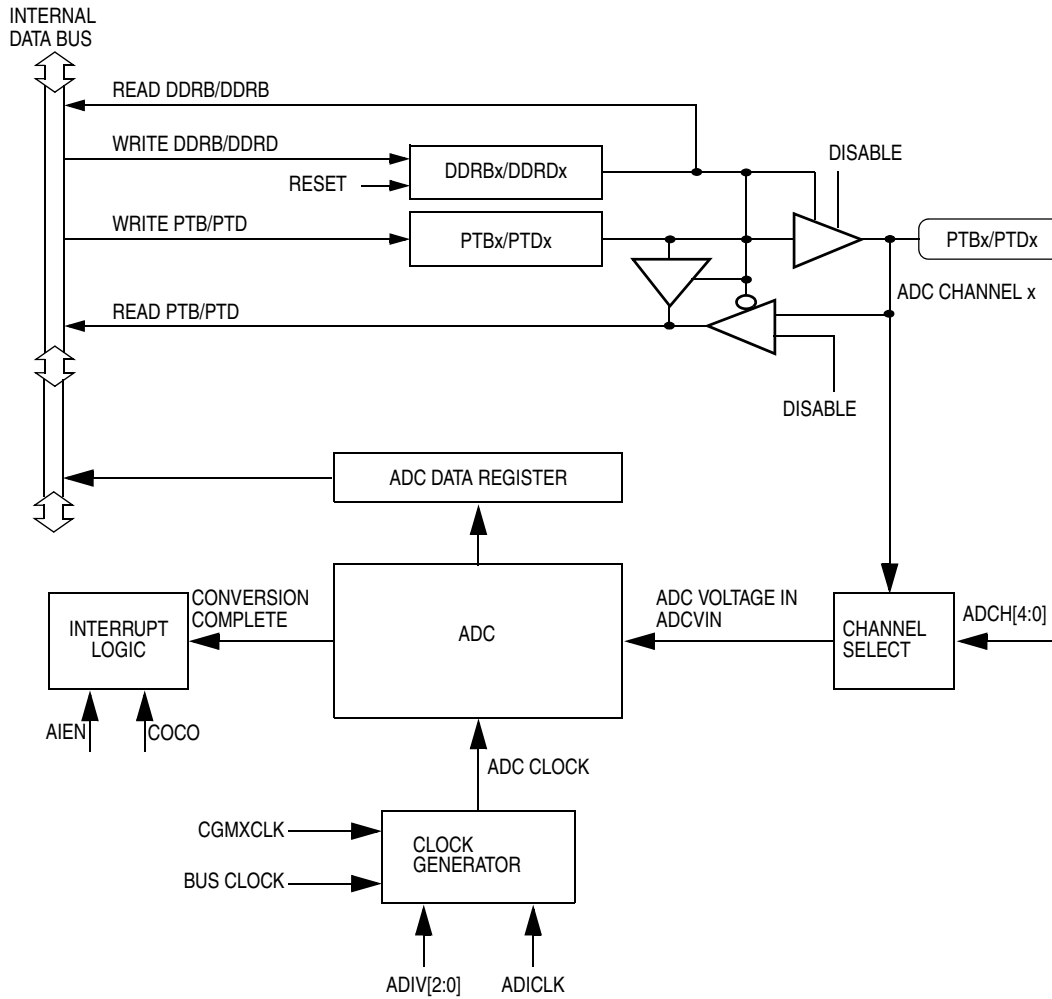 INTERNAL
DATA BUS
READ DDRB/DDRB
WRITE DDRB/DDRD
DISABLE
DDRBx/DDRDx
RESET
WRITE PTB/PTD
PTBx/PTDx
PTBx/PTDx
ADC CHANNEL x
READ PTB/PTD
DISABLE
ADC DATA REGISTER
CONVERSION
COMPLETE
INTERRUPT
LOGIC
ADC
ADC VOLTAGE IN
ADCVIN
CHANNEL
SELECT
ADCH[4:0]
AIEN
COCO
ADC CLOCK
CGMXCLK
CLOCK
GENERATOR
BUS CLOCK
ADIV[2:0]
ADICLK